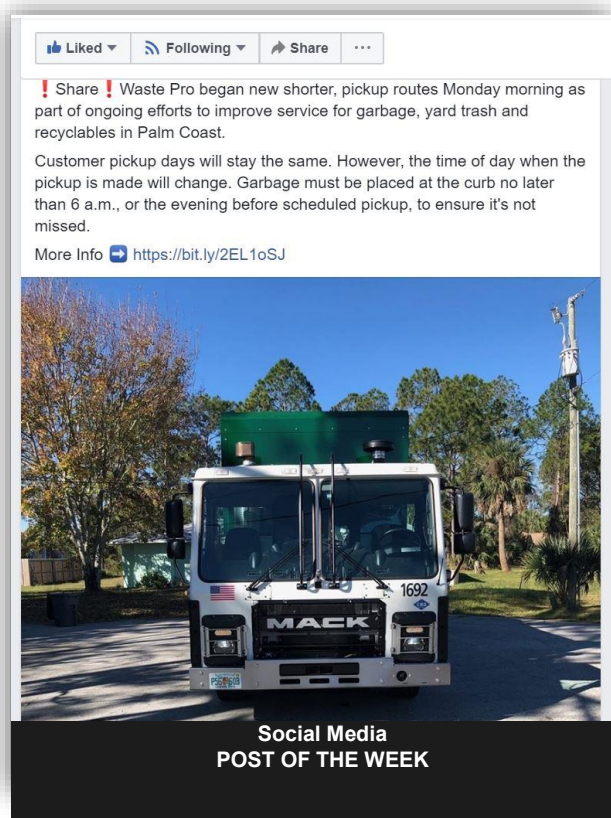 Liked Following Share ...
❗Share❗Waste Pro began new shorter, pickup routes Monday morning as
part of ongoing efforts to improve service for garbage, yard trash and
recyclables in Palm Coast.
Customer pickup days will stay the same. However, the time of day when the
pickup is made will change. Garbage must be placed at the curb no later
than 6 a.m., or the evening before scheduled pickup, to ensure it's not
missed.
More Info ➡ https://bit.ly/2EL1oSJ
1692
MACK
Social Media
POST OF THE WEEK